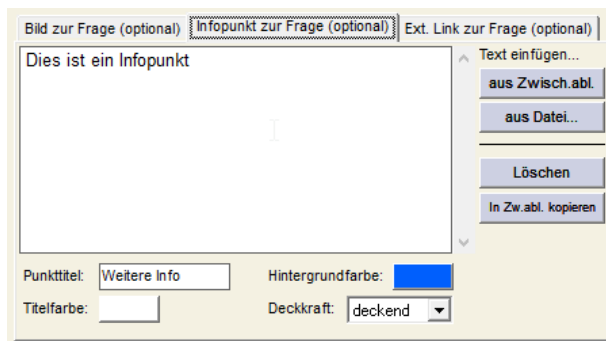 Bild zur Frage (optional) Infopunkt zur Frage (optional) Ext. Link zur Frage (optional)
Dies ist ein Infopunkt
Text einfügen...
aus Zwisch.abl.
aus Datei...
Löschen
In Zw.abl. kopieren
Punkttitel: Weitere Info Hintergrundfarbe:
Titelfarbe: Deckkraft: deckend